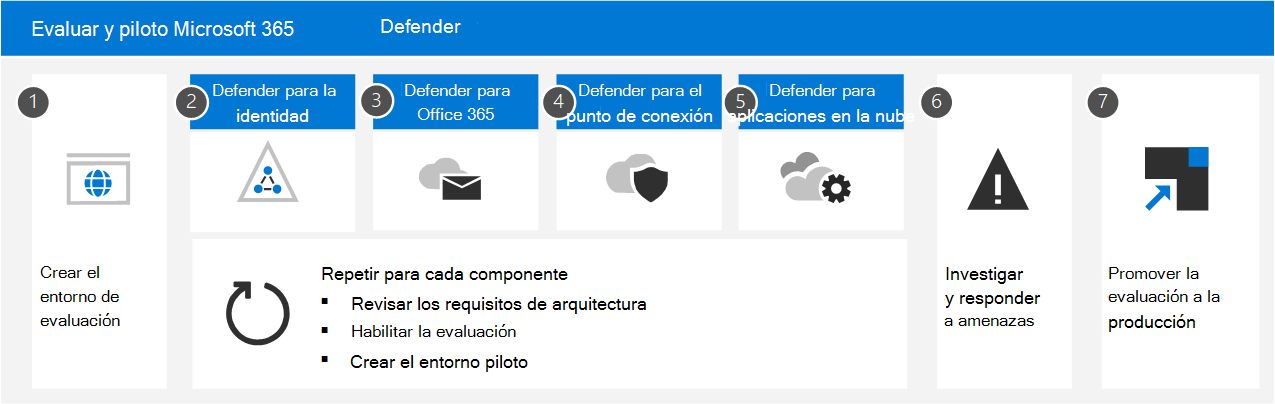 Evaluar y piloto Microsoft 365 Defender
1
Crear el
entorno de
evaluación
2
Defender para la
identidad
3
Defender para
Office 365
4
Defender para el
punto de conexión
5
Defender para
aplicaciones en la nube
Repetir para cada componente
▪ Revisar los requisitos de arquitectura
▪ Habilitar la evaluación
▪ Crear el entorno piloto
6
Investigar
y responder
a amenazas
7
Promover la
evaluación a la
producción